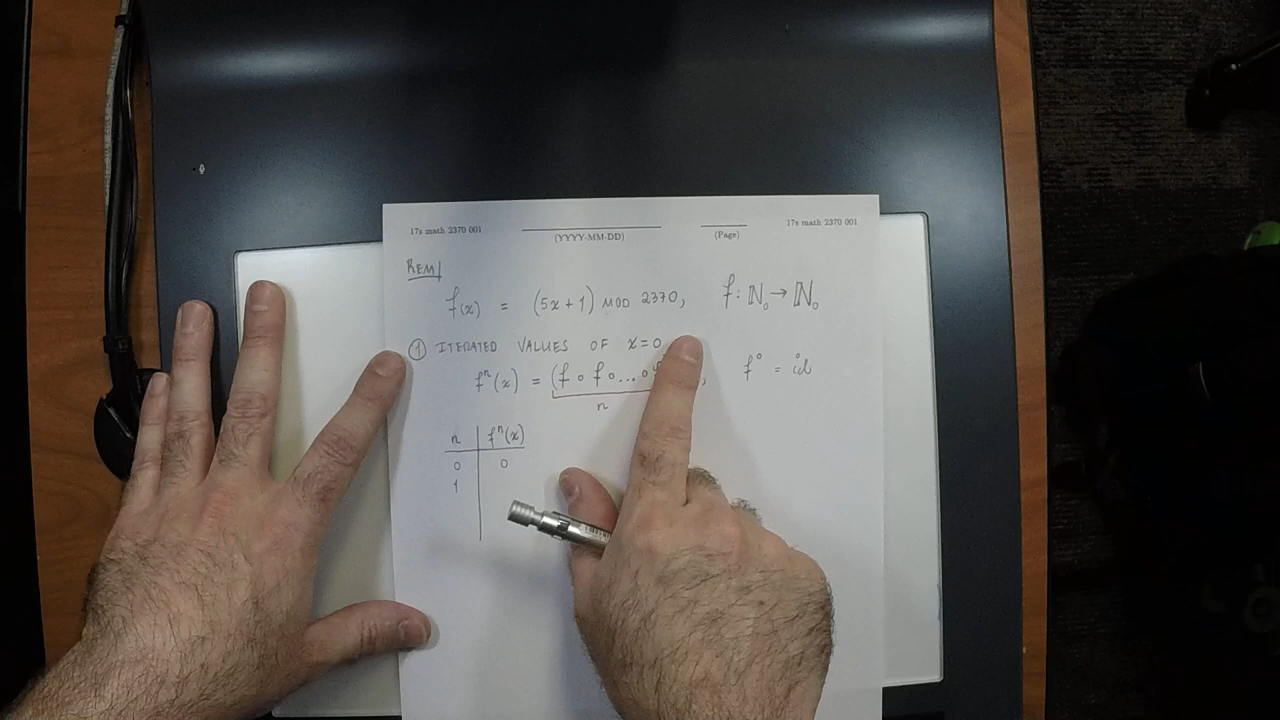 17s math 2370 001 (YYYY-MM-DD) (Page) 17s math 2370 001
REM
f(x) = (5x+1) MOD 2370, f: ℕ₀ → ℕ₀
① ITERATED VALUES OF x=0
fⁿ(x) = (f ∘ f ∘ ... ∘ , f⁰ = id
n
n | fⁿ(x)
0 | 0
1 |